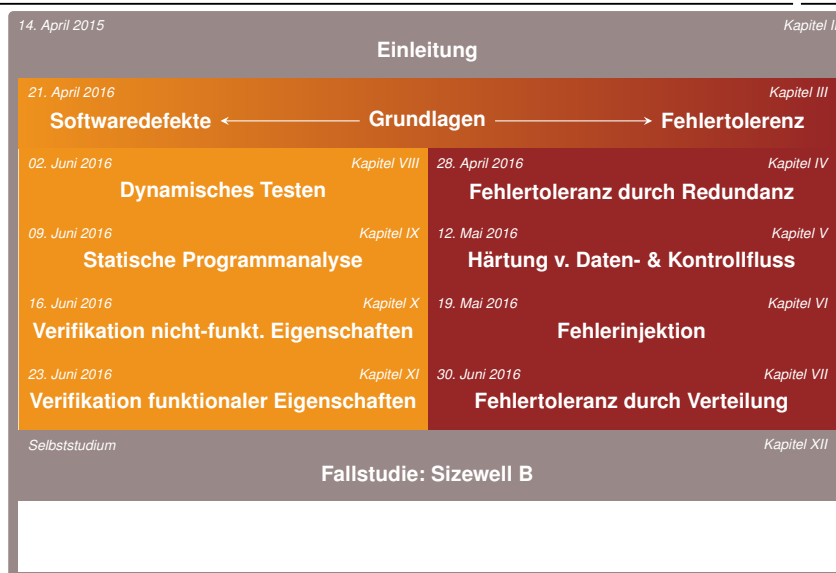 14. April 2015 Kapitel II
Einleitung
21. April 2016 Kapitel III
Softwaredefekte Grundlagen Fehlertolerenz
02. Juni 2016 Kapitel VIII 28. April 2016 Kapitel IV
Dynamisches Testen Fehlertoleranz durch Redundanz
09. Juni 2016 Kapitel IX 12. Mai 2016 Kapitel V
Statische Programmanalyse Härtung v. Daten- & Kontrollfluss
16. Juni 2016 Kapitel X 19. Mai 2016 Kapitel VI
Verifikation nicht-funkt. Eigenschaften Fehlerinjektion
23. Juni 2016 Kapitel XI 30. Juni 2016 Kapitel VII
Verifikation funktionaler Eigenschaften Fehlertoleranz durch Verteilung
Selbststudium Kapitel XII
Fallstudie: Sizewell B